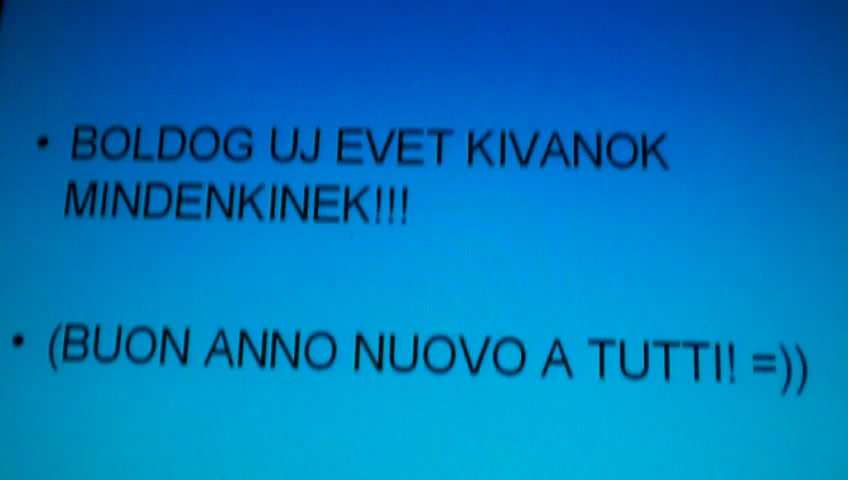 • BOLDOG UJ EVET KIVANOK
MINDENKINEK!!!
• (BUON ANNO NUOVO A TUTTI! =))